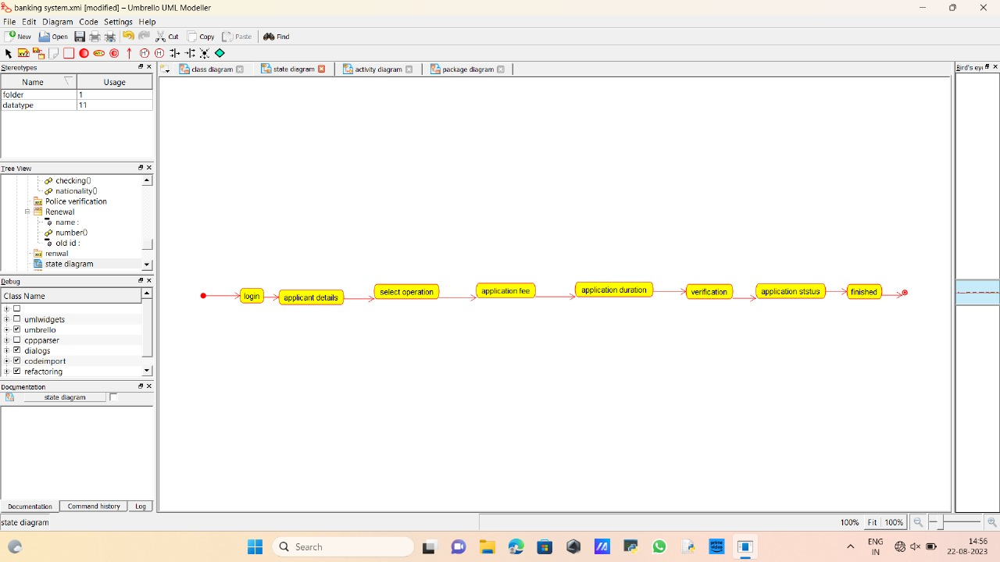 banking system.xmi [modified] – Umbrello UML Modeller
File Edit Diagram Code Settings Help
New Open Cut Copy Paste Find
Stereotypes
Name Usage
folder 1
datatype 11
Tree View
checking()
nationality()
Police verification
Renewal
name :
number()
old id :
renwal
state diagram
Debug
Class Name
umlwidgets
umbrello
cppparser
dialogs
codeimport
refactoring
Documentation
state diagram
Documentation Command history Log
class diagram state diagram activity diagram package diagram
login applicant details select operation application fee application duration verification application ststus finished
Bird's ey
state diagram
100% Fit 100%
Search
prime video
ENG
IN
14:56
22-08-2023